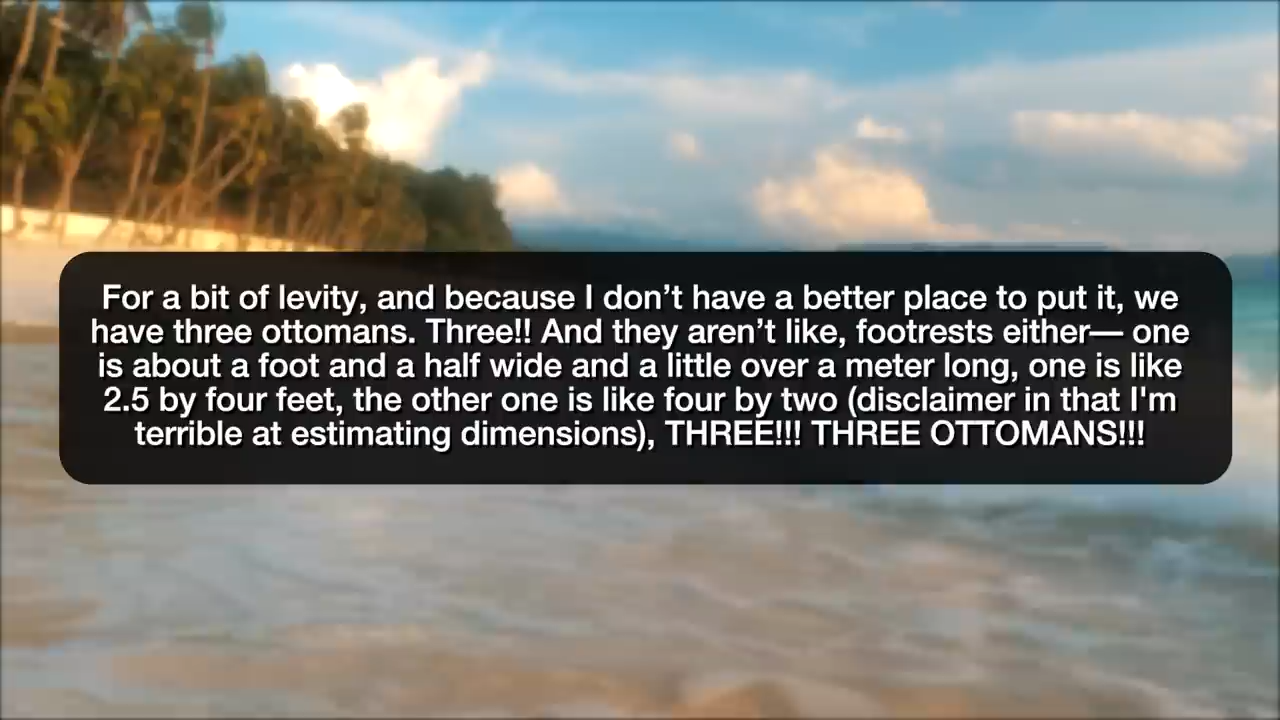 For a bit of levity, and because I don’t have a better place to put it, we
have three ottomans. Three!! And they aren’t like, footrests either— one
is about a foot and a half wide and a little over a meter long, one is like
2.5 by four feet, the other one is like four by two (disclaimer in that I'm
terrible at estimating dimensions), THREE!!! THREE OTTOMANS!!!